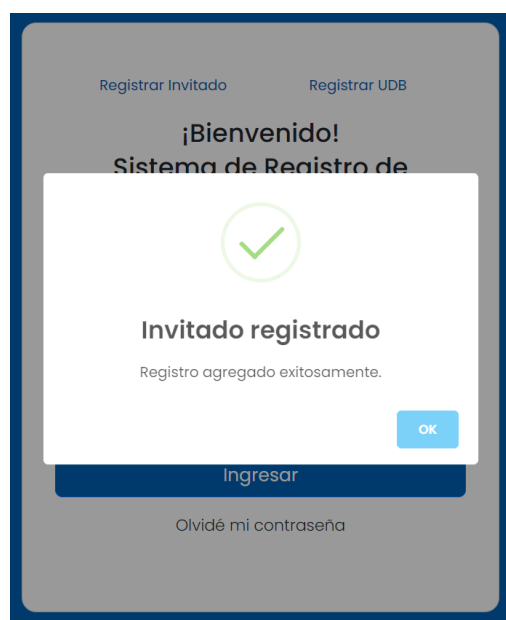 Registrar Invitado
Registrar UDB
¡Bienvenido!
Sistema de Registro de
Invitado registrado
Registro agregado exitosamente.
OK
Ingresar
Olvidé mi contraseña